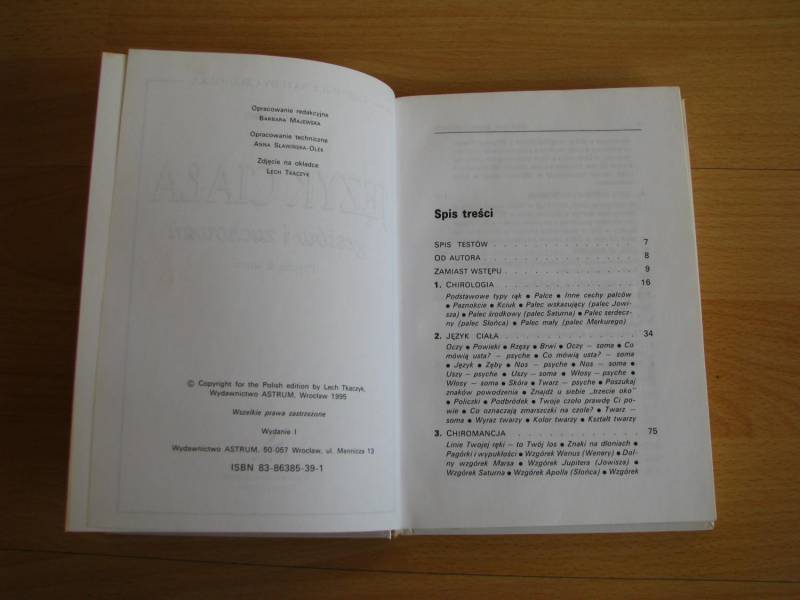 Opracowanie redakcyjna
BARBARA MAJEWSKA
Opracowanie techniczne
ANNA SŁAWIŃSKA-OLEK
Zdjęcie na okładce
LECH TKACZYK
© Copyright for the Polish edition by Lech Tkaczyk,
Wydawnictwo ASTRUM, Wrocław 1995
Wszelkie prawa zastrzeżone
Wydanie I
Wydawnictwo ASTRUM, 50-057 Wrocław, ul. Mennicza 13
ISBN 83-86385-39-1
Spis treści
SPIS TESTÓW . . . . . . . . . . . . . . . 7
OD AUTORA . . . . . . . . . . . . . . . 8
ZAMIAST WSTĘPU . . . . . . . . . . . . . . . 9
1. CHIROLOGIA . . . . . . . . . . . . . . . 16
Podstawowe typy rąk ● Palce ● Inne cechy palców
● Paznokcie ● Kciuk ● Palec wskazujący (palec Jowi-
sza) ● Palec środkowy (palec Saturna) ● Palec serdecz-
ny (palec Słońca) ● Palec mały (palec Merkurego)
2. JĘZYK CIAŁA . . . . . . . . . . . . . . . 34
Oczy ● Powieki ● Rzęsy ● Brwi ● Oczy — soma ● Co
mówią usta? — psyche ● Co mówią usta? — soma
● Język ● Zęby ● Nos — psyche ● Nos — soma ●
Uszy — psyche ● Uszy — soma ● Włosy — psyche ●
Włosy — soma ● Skóra ● Twarz — psyche ● Poszukaj
znaków powodzenia ● Znajdź u siebie „trzecie oko”
● Policzki ● Podbródek ● Twoje czoło prawdę Ci po-
wie ● Co oznaczają zmarszczki na czole? ● Twarz —
soma ● Wyraz twarzy ● Kolor twarzy ● Kształt twarzy
3. CHIROMANCJA . . . . . . . . . . . . . . . 75
Linie Twojej ręki — to Twój los ● Znaki na dłoniach ●
Pagórki i wypukłości ● Wzgórek Wenus (Wenery) ● Dol-
ny wzgórek Marsa ● Wzgórek Jupitera (Jowisza) ●
Wzgórek Saturna ● Wzgórek Apolla (Słońca) ● Wzgórek